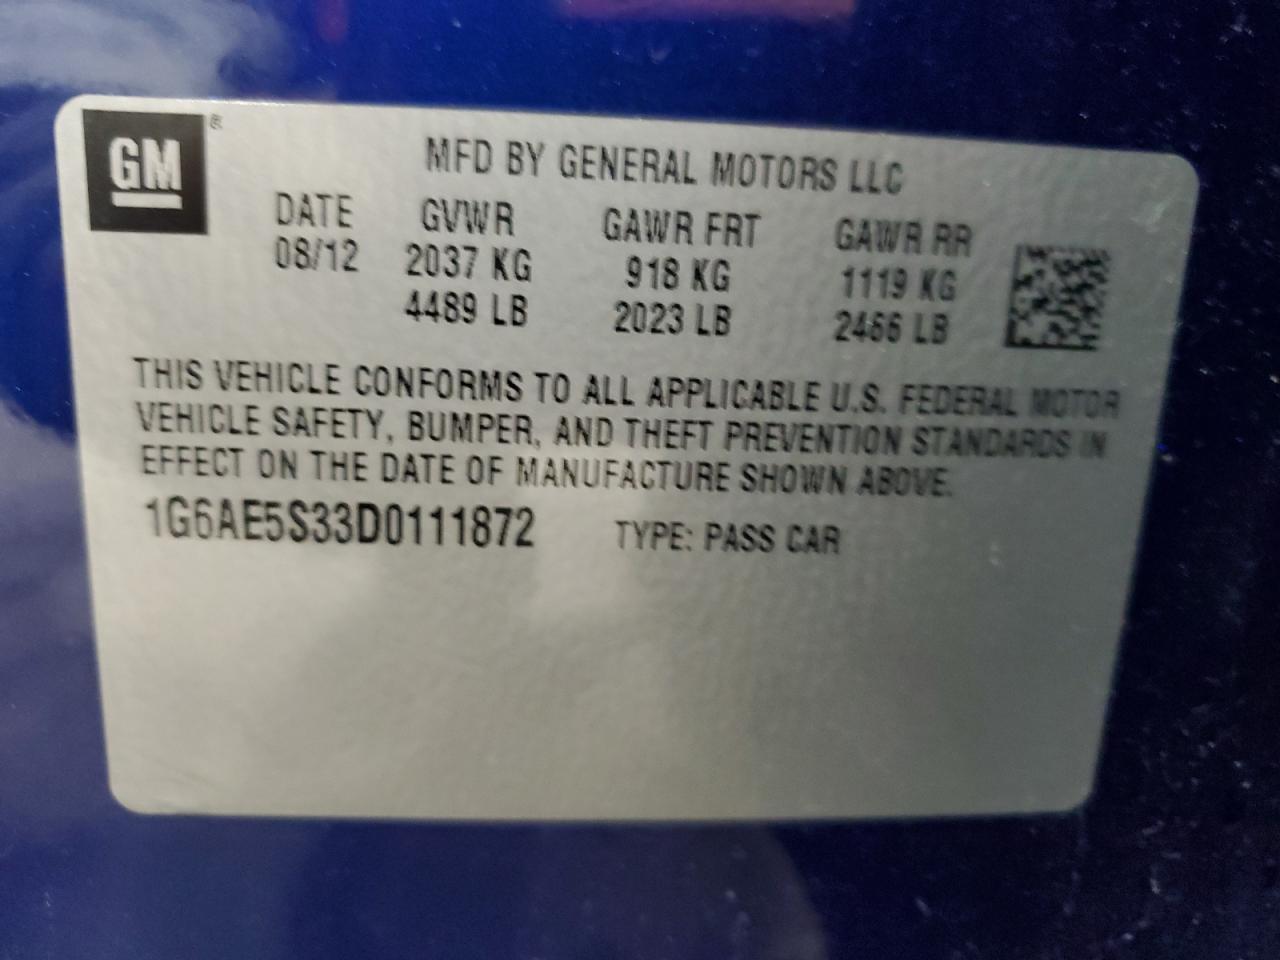 GM ®
MFD BY GENERAL MOTORS LLC
DATE GVWR GAWR FRT GAWR RR
08/12 2037 KG 918 KG 1119 KG
4489 LB 2023 LB 2466 LB
THIS VEHICLE CONFORMS TO ALL APPLICABLE U.S. FEDERAL MOTOR
VEHICLE SAFETY, BUMPER, AND THEFT PREVENTION STANDARDS IN
EFFECT ON THE DATE OF MANUFACTURE SHOWN ABOVE.
1G6AE5S33D0111872 TYPE: PASS CAR